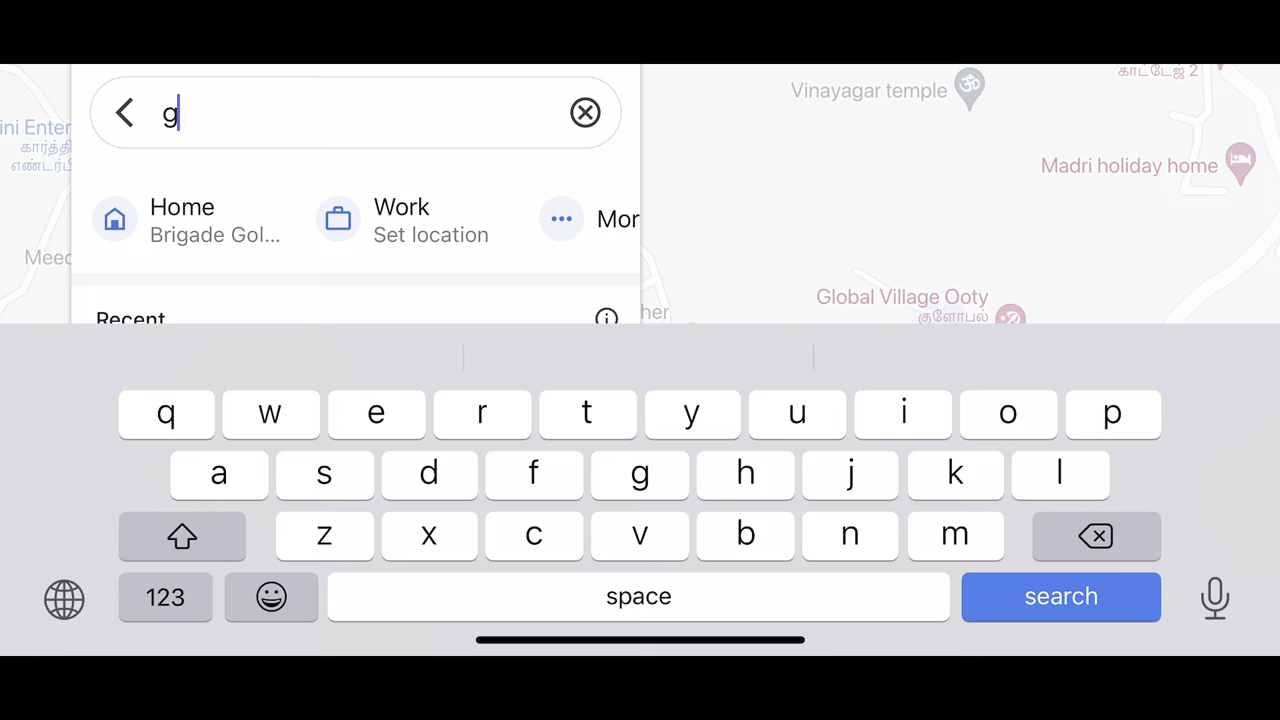 காட்டேஜ் 2
g
Vinayagar temple
ini Enter
கார்த்தி
எண்டர்பி
Madri holiday home
Home
Brigade Gol...
Work
Set location
Mor
Meec
Global Village Ooty
குளோபல்
her
Recent
q w e r t y u i o p
a s d f g h j k l
z x c v b n m
123
space
search